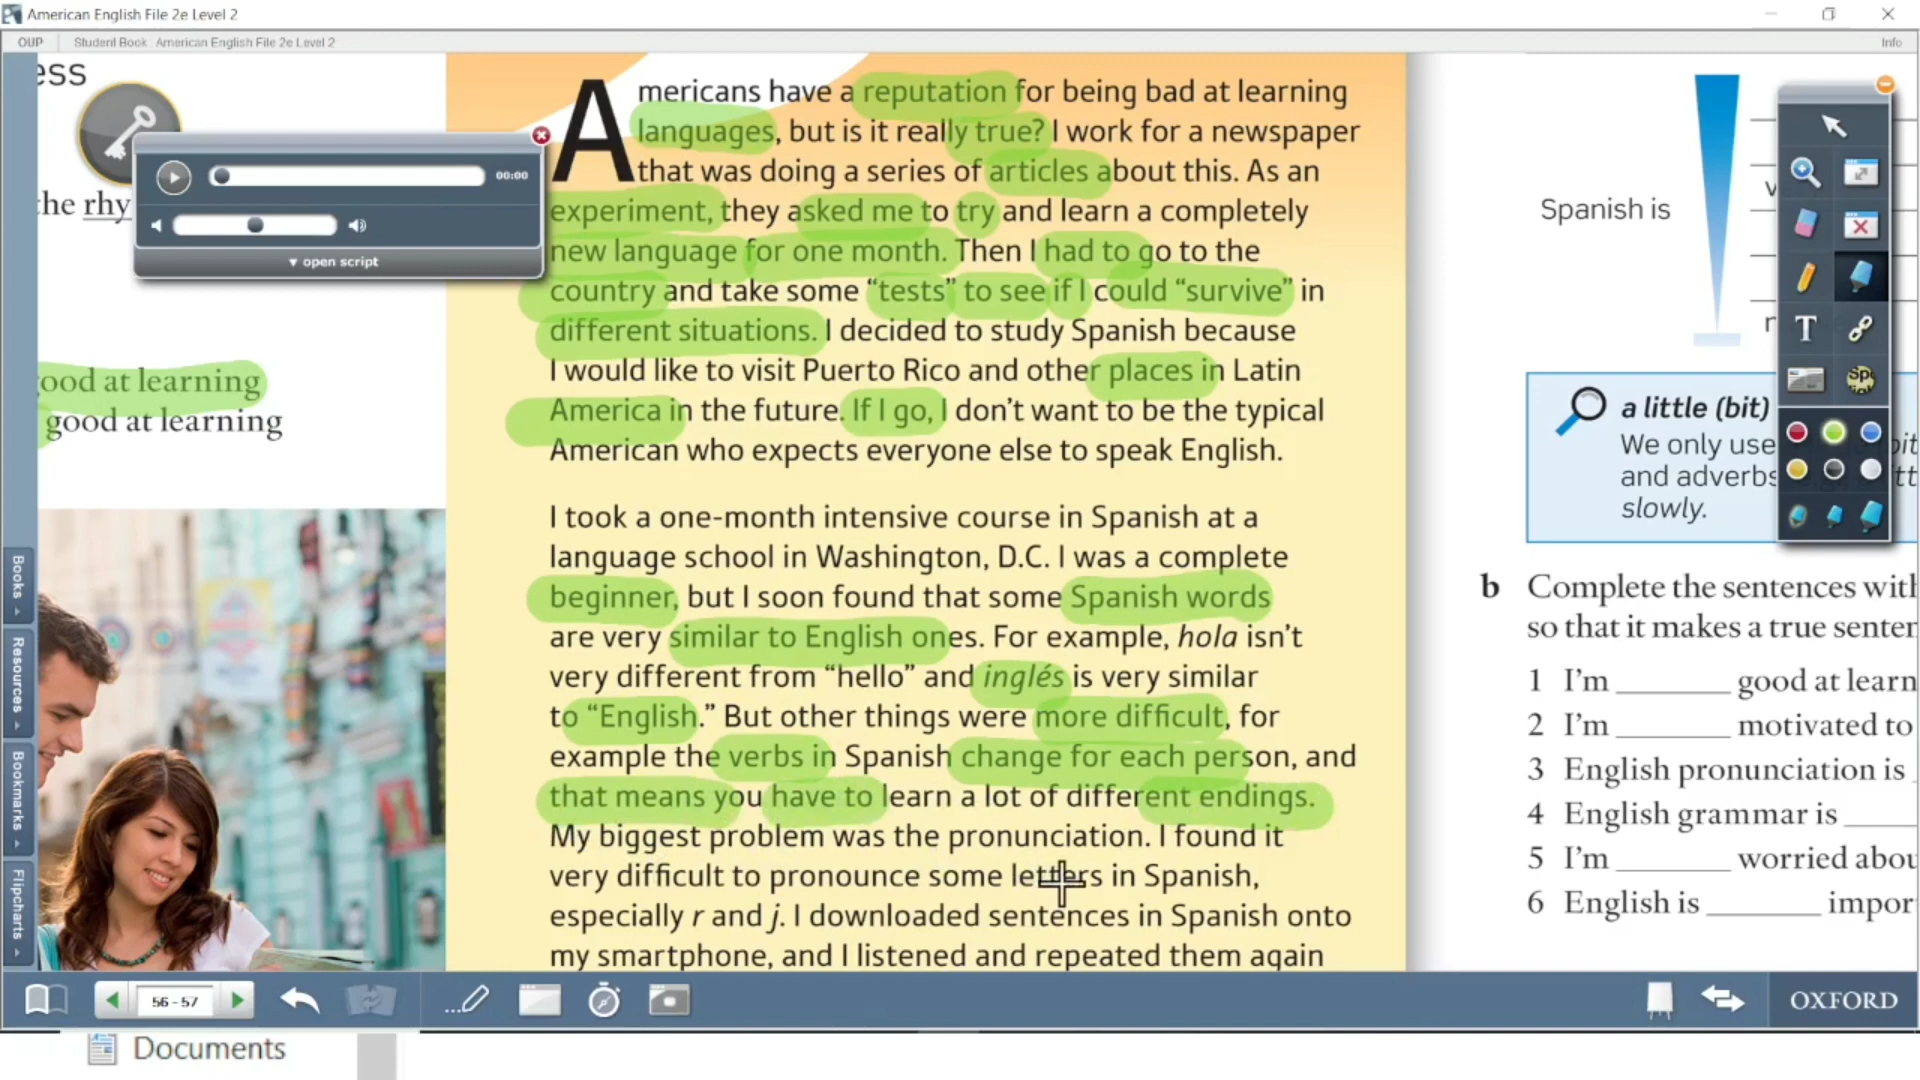 American English File 2e Level 2
OUP
Student Book. American English File 2e Level 2
Info
ess
the rhy
00:00
▼ open script
good at learning
good at learning
Americans have a reputation for being bad at learning
languages, but is it really true? I work for a newspaper
that was doing a series of articles about this. As an
experiment, they asked me to try and learn a completely
new language for one month. Then I had to go to the
country and take some “tests” to see if I could “survive” in
different situations. I decided to study Spanish because
I would like to visit Puerto Rico and other places in Latin
America in the future. If I go, I don’t want to be the typical
American who expects everyone else to speak English.
I took a one-month intensive course in Spanish at a
language school in Washington, D.C. I was a complete
beginner, but I soon found that some Spanish words
are very similar to English ones. For example, hola isn’t
very different from “hello” and inglés is very similar
to “English.” But other things were more difficult, for
example the verbs in Spanish change for each person, and
that means you have to learn a lot of different endings.
My biggest problem was the pronunciation. I found it
very difficult to pronounce some letters in Spanish,
especially r and j. I downloaded sentences in Spanish onto
my smartphone, and I listened and repeated them again
Spanish is
T
a little (bit)
We only use
and adverbs
slowly.
b Complete the sentences with
so that it makes a true senten
1 I’m ______ good at learn
2 I’m ______ motivated to
3 English pronunciation is
4 English grammar is ____
5 I’m ______ worried abou
6 English is ______ impor
Books
Resources
Bookmarks
Flipcharts
56 - 57
OXFORD
Documents